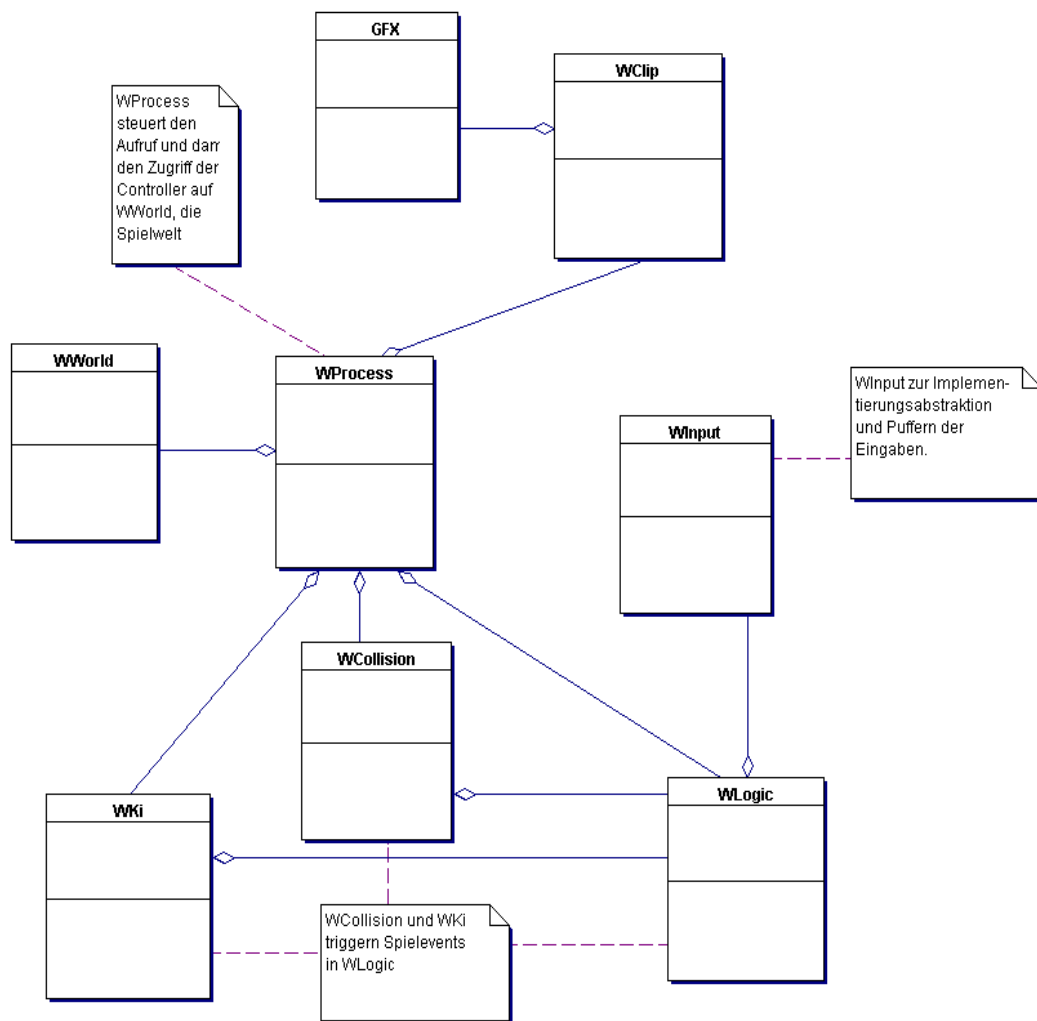 GFX
WClip
WProcess
steuert den
Aufruf und dam
den Zugriff der
Controller auf
WWorld, die
Spielwelt
WWorld
WProcess
WInput
WInput zur Implemen-
tierungsabstraktion
und Puffern der
Eingaben.
WCollision
WKi
WLogic
WCollision und WKi
triggern Spielevents
in WLogic